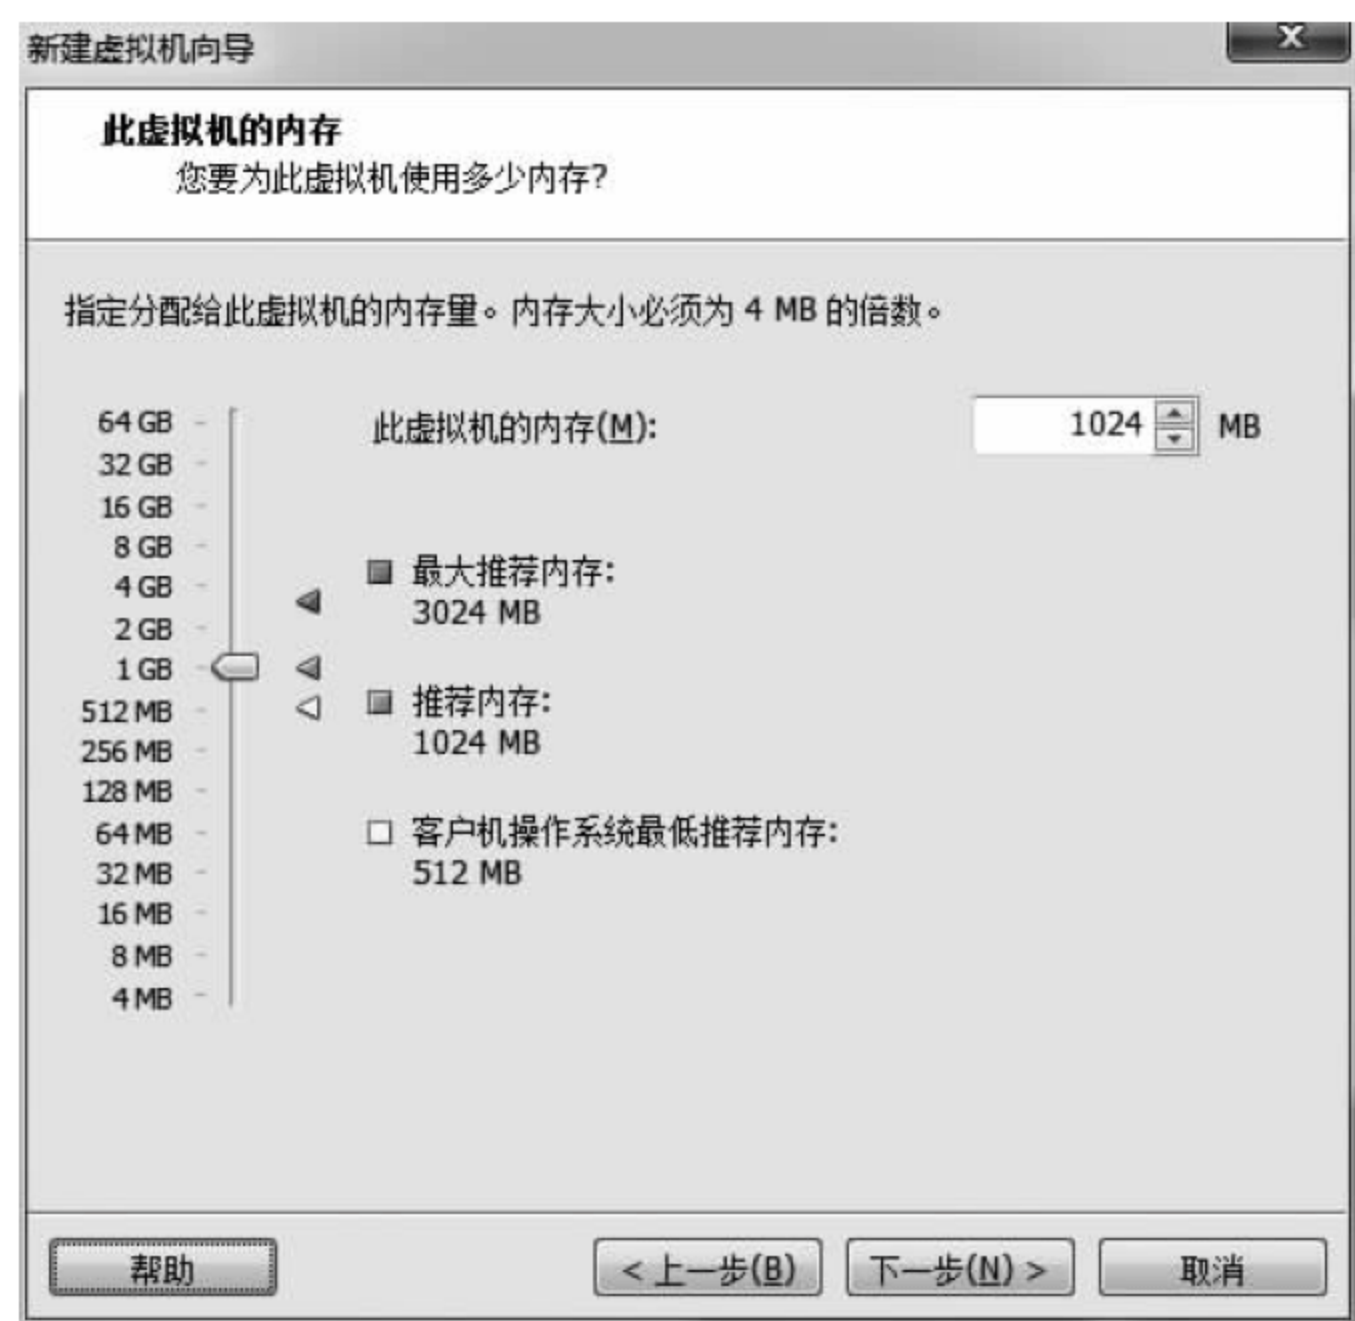 新建虚拟机向导
x
此虚拟机的内存
您要为此虚拟机使用多少内存?
指定分配给此虚拟机的内存量。内存大小必须为 4 MB 的倍数。
64 GB
32 GB
16 GB
8 GB
4 GB
2 GB
1 GB
512 MB
256 MB
128 MB
64 MB
32 MB
16 MB
8 MB
4 MB
此虚拟机的内存(M): 1024 MB
最大推荐内存:
3024 MB
推荐内存:
1024 MB
客户机操作系统最低推荐内存:
512 MB
帮助 < 上一步(B) 下一步(N) > 取消